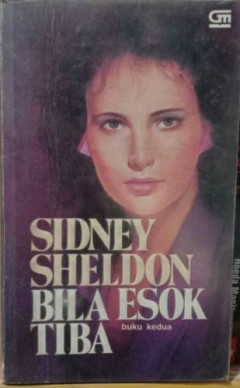 GM
SIDNEY
SHELDON
BILA ESOK
TIBA
buku kedua